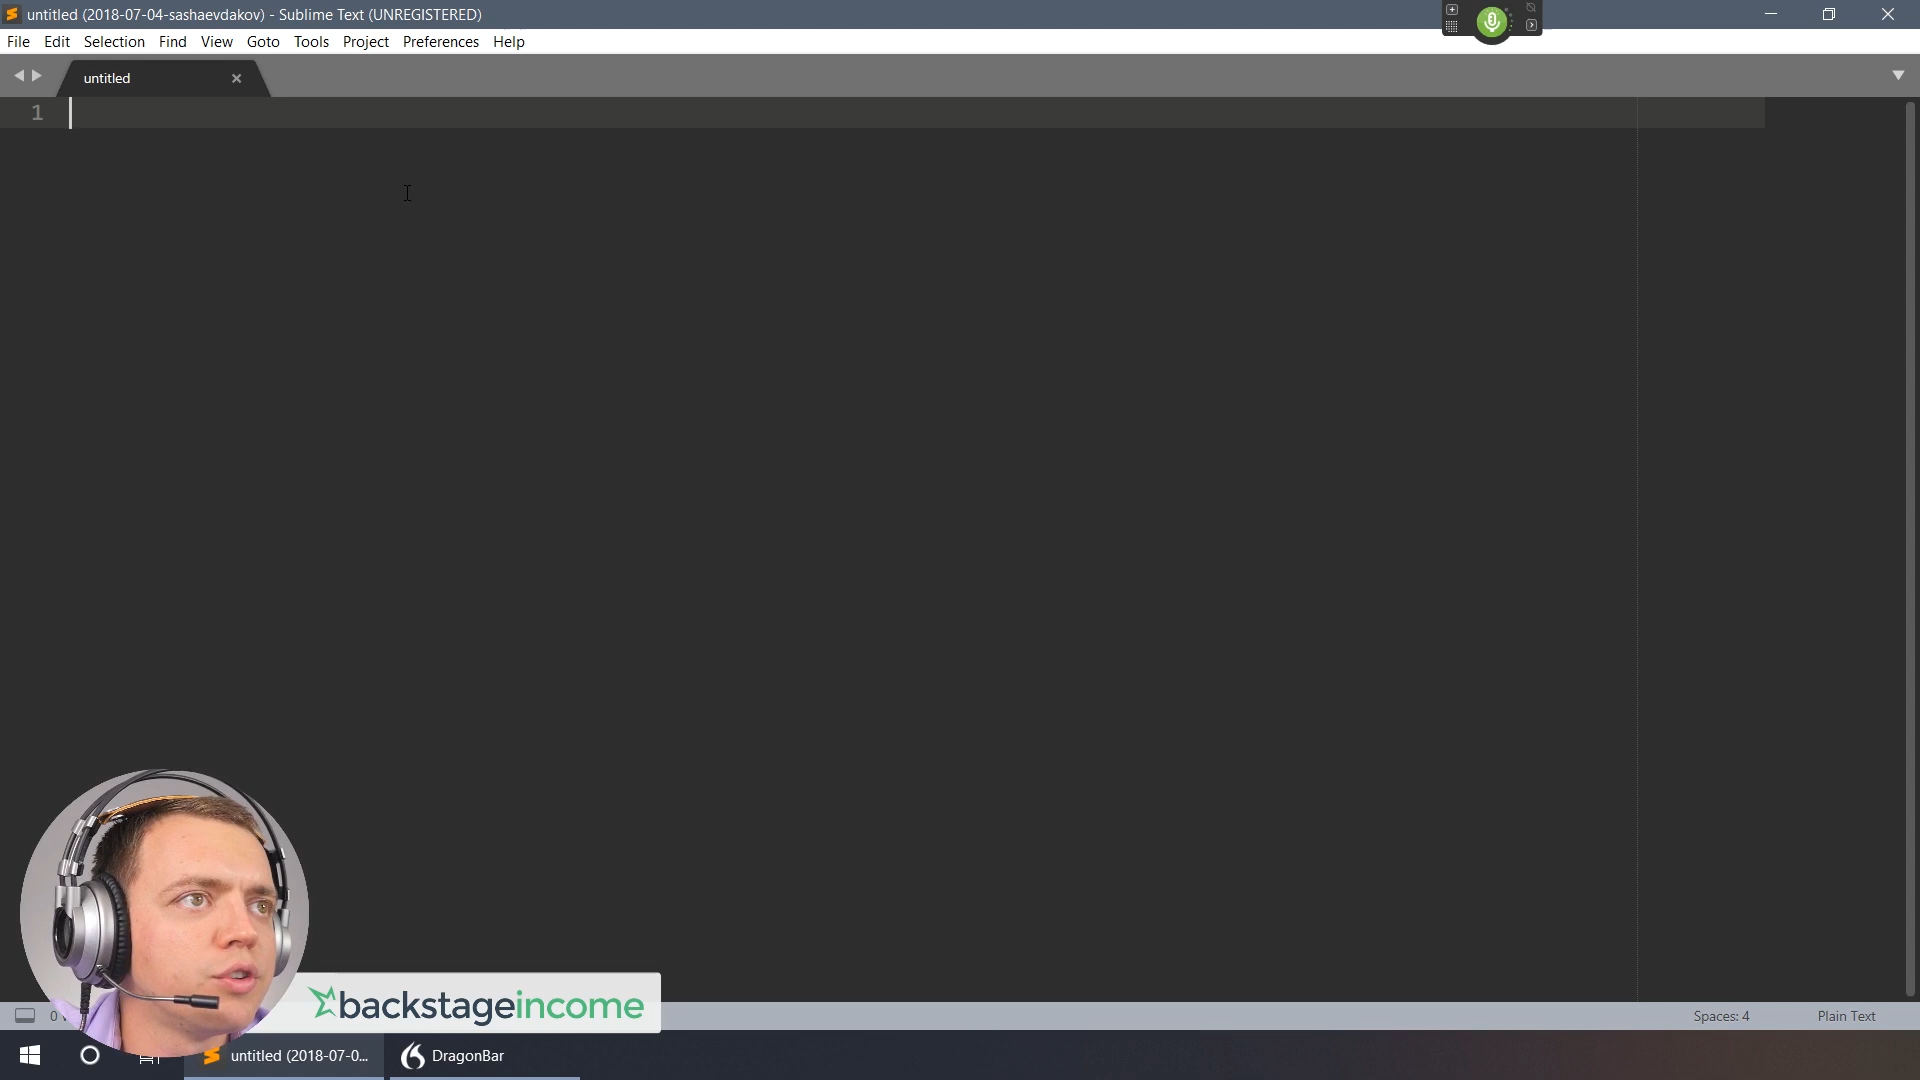 untitled (2018-07-04-sashaevdakov) - Sublime Text (UNREGISTERED)
File Edit Selection Find View Goto Tools Project Preferences Help
untitled
1
backstageincome
0
Spaces: 4
Plain Text
untitled (2018-07-0...
DragonBar